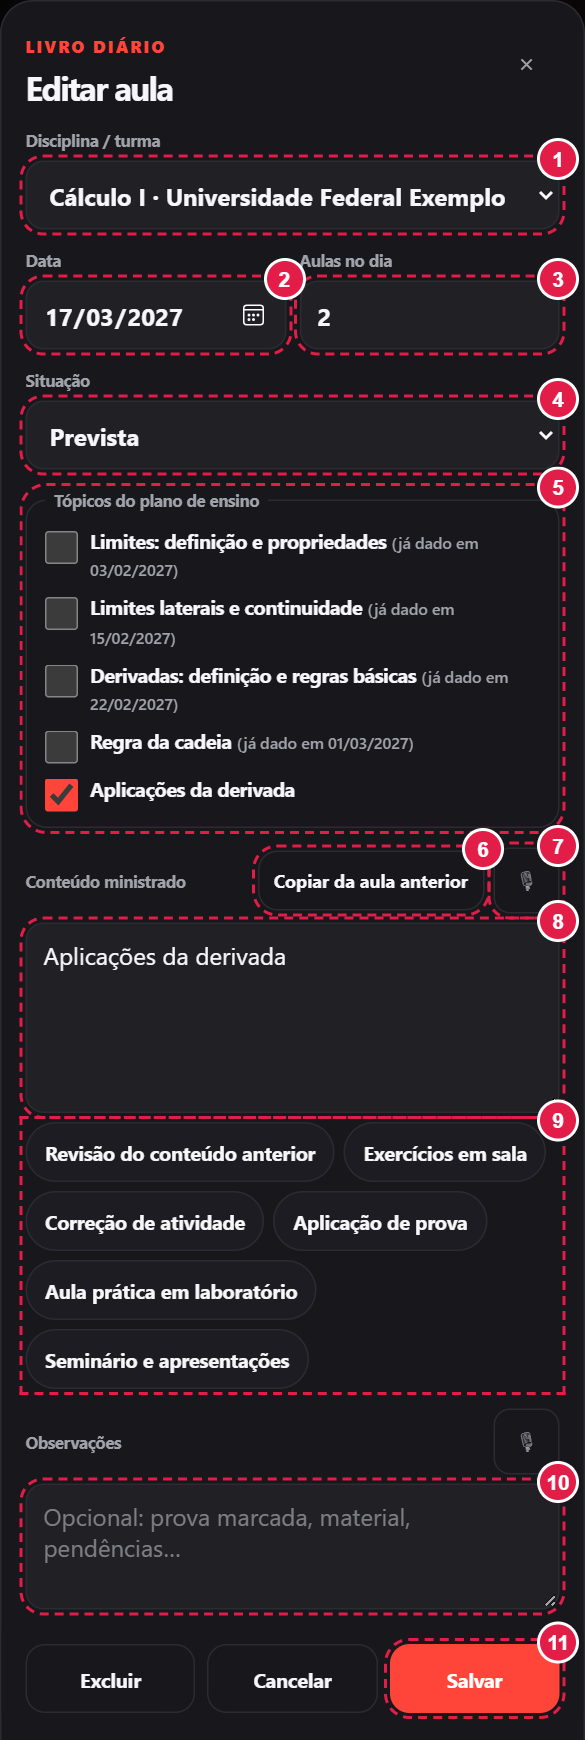 LIVRO DIÁRIO
×
Editar aula
Disciplina / turma
1
Cálculo I · Universidade Federal Exemplo
Data
2
Aulas no dia
3
17/03/2027
2
Situação
4
Prevista
5
Tópicos do plano de ensino
Limites: definição e propriedades (já dado em
03/02/2027)
Limites laterais e continuidade (já dado em
15/02/2027)
Derivadas: definição e regras básicas (já dado em
22/02/2027)
Regra da cadeia (já dado em 01/03/2027)
Aplicações da derivada
Conteúdo ministrado
6
Copiar da aula anterior
7
8
Aplicações da derivada
9
Revisão do conteúdo anterior
Exercícios em sala
Correção de atividade
Aplicação de prova
Aula prática em laboratório
Seminário e apresentações
Observações
10
Opcional: prova marcada, material,
pendências...
11
Excluir
Cancelar
Salvar